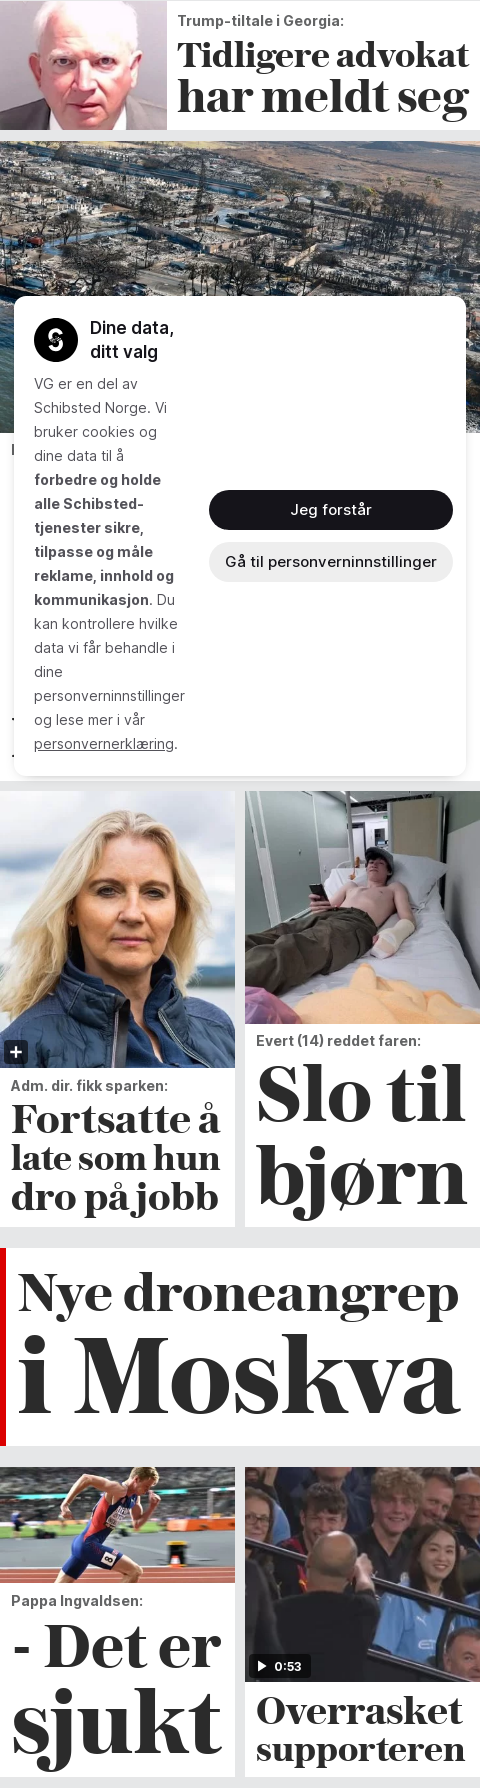 Trump-tiltale i Georgia:
Tidligere advokat
har meldt seg
Dine data,
ditt valg
VG er en del av
Schibsted Norge. Vi
bruker cookies og
dine data til å
forbedre og holde
alle Schibsted-
tjenester sikre,
tilpasse og måle
reklame, innhold og
kommunikasjon. Du
kan kontrollere hvilke
data vi får behandle i
dine
personverninnstillinger
og lese mer i vår
personvernerklæring.
Jeg forstår
Gå til personverninnstillinger
Adm. dir. fikk sparken:
Fortsatte å
late som hun
dro på jobb
Evert (14) reddet faren:
Slo til
bjørn
Nye droneangrep
i Moskva
8
Pappa Ingvaldsen:
- Det er
sjukt
0:53
Overrasket
supporteren